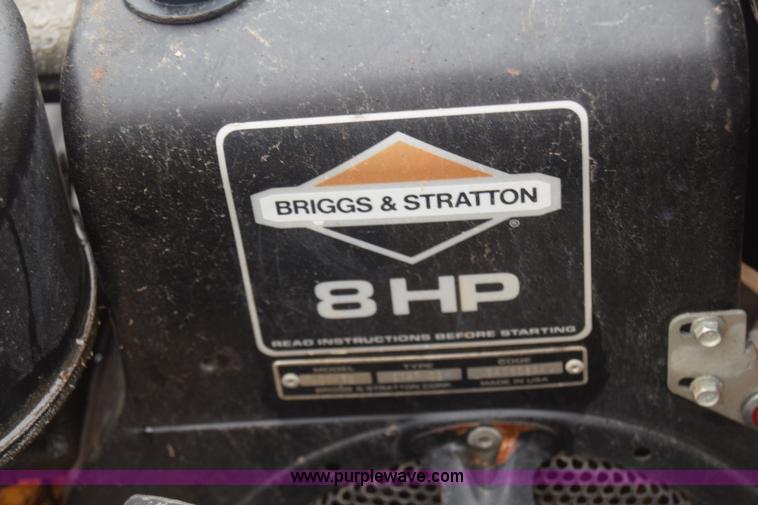 BRIGGS & STRATTON
®
8 HP
READ INSTRUCTIONS BEFORE STARTING
MODEL TYPE CODE
BRIGGS & STRATTON CORP. MADE IN USA
www.purplewave.com